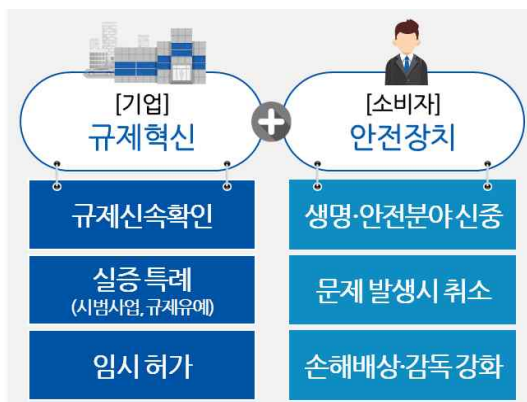 [기업]
규제혁신
[소비자]
안전장치
규제신속확인
실증 특례
(시범사업, 규제유예)
임시 허가
생명·안전분야 신중
문제 발생시 취소
손해배상·감독 강화